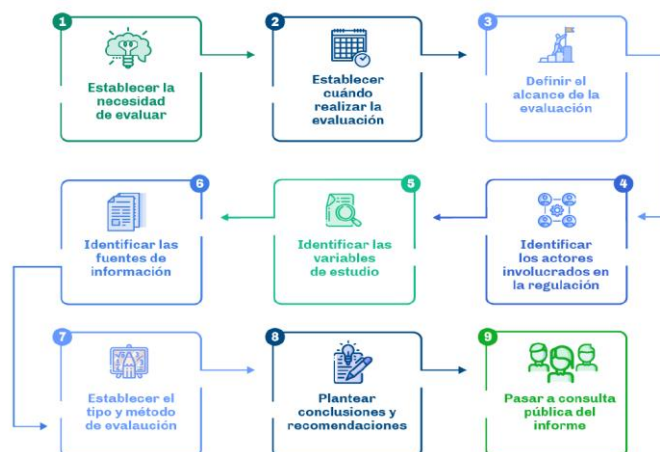 1
Establecer la
necesidad
de evaluar
2
Establecer
cuándo
realizar la
evaluación
3
Definir el
alcance de la
evaluación
4
Identificar
los actores
involucrados en
la regulación
5
Identificar las
variables
de estudio
6
Identificar las
fuentes de
información
7
Establecer el
tipo y método
de evalaución
8
Plantear
conclusiones y
recomendaciones
9
Pasar a consulta
pública del
informe